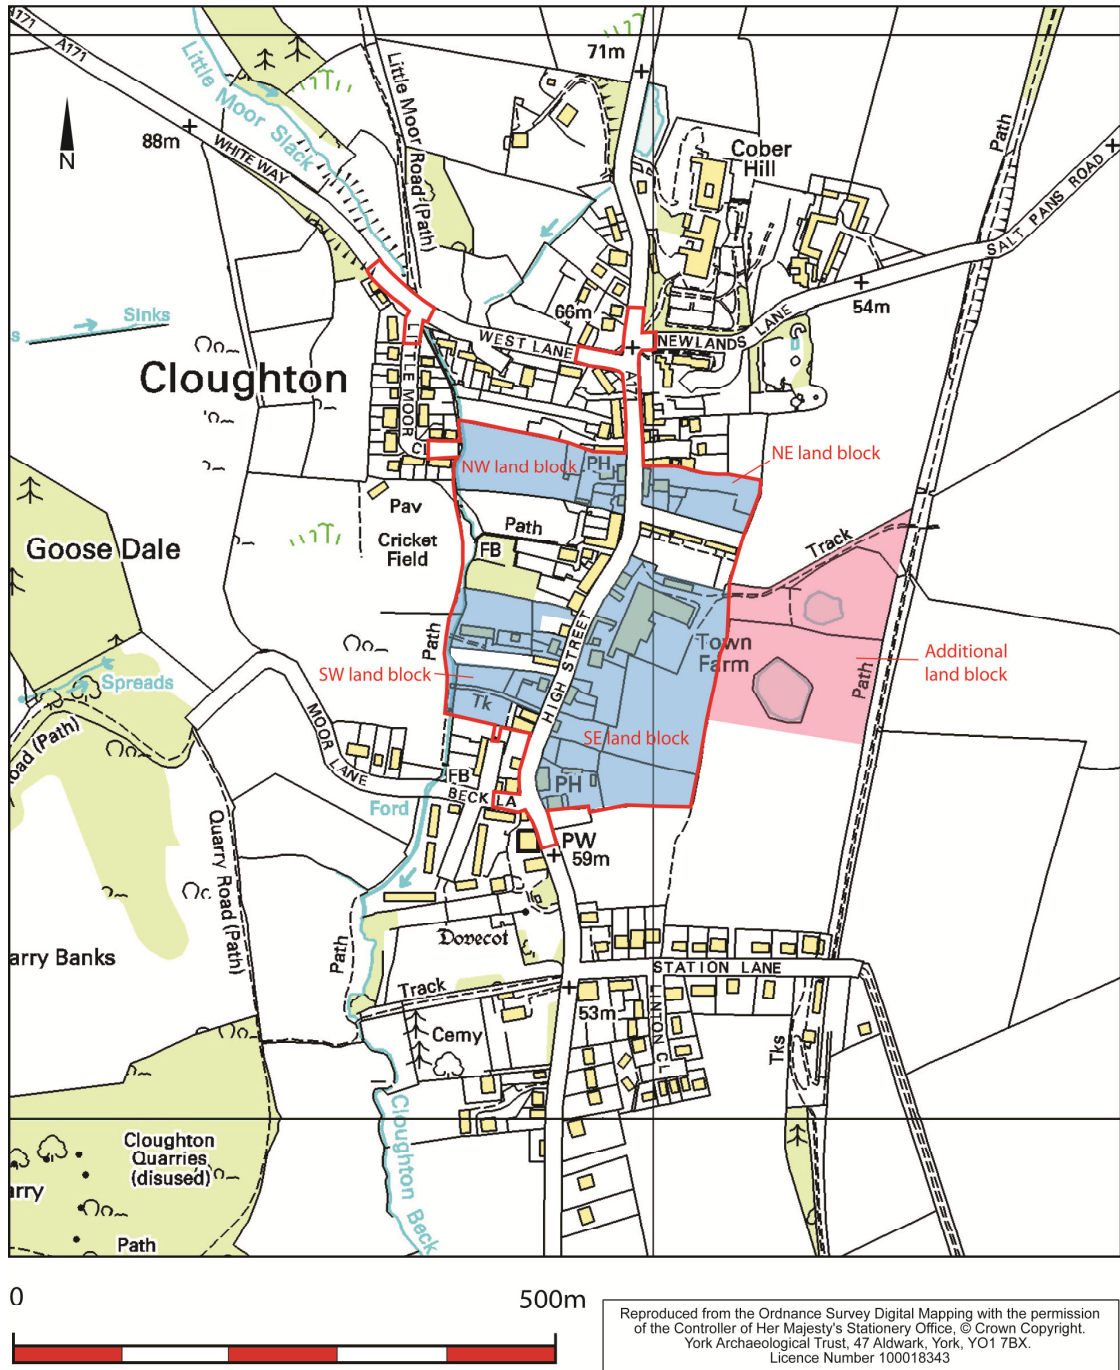 A171
A171
Little Moor Slack
Little Moor Road (Path)
71m
88m
N
WHITE WAY
Cober
Hill
Path
SALT PANS ROAD
Sinks
66m
54m
WEST LANE
NEWLANDS LANE
A171
Cloughton
LITTLE MOOR
CL
NW land block
PH
NE land block
Pav
Path
Cricket
Field
FB
Goose Dale
Track
Town
Farm
Path
HIGH STREET
Additional
land block
Path
SW land block
Spreads
Tk
SE land block
MOOR LANE
FB
PH
BECK LA
Ford
oad (Path)
PW
59m
Quarry Road (Path)
arry Banks
Path
Dovecot
STATION LANE
Track
53m
LINTON CL
Cemy
Tks
Cloughton Beck
Cloughton
Quarries
(disused)
arry
Path
0
500m
Reproduced from the Ordnance Survey Digital Mapping with the permission
of the Controller of Her Majesty's Stationery Office, © Crown Copyright.
York Archaeological Trust, 47 Aldwark, York, YO1 7BX.
Licence Number 100018343